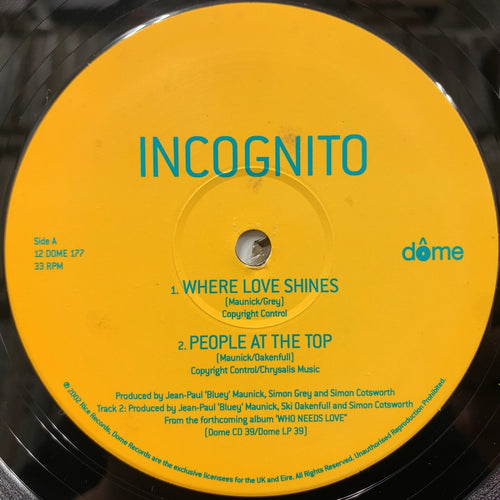 INCOGNITO
Side A
12 DOME 177
33 RPM
dôme
1. WHERE LOVE SHINES
(Maunick/Grey)
Copyright Control
2. PEOPLE AT THE TOP
(Maunick/Oakenfull)
Copyright Control/Chrysalis Music
Produced by Jean-Paul 'Bluey' Maunick, Simon Grey and Simon Cotsworth
Track 2: Produced by Jean-Paul 'Bluey' Maunick, Ski Oakenfull and Simon Cotsworth
From the forthcoming album 'WHO NEEDS LOVE'
(Dome CD 39/Dome LP 39)
℗ 2002 Rice Records, Dome Records are the exclusive licensees for the UK and Eire. All Rights Reserved. Unauthorised Reproduction Prohibited.